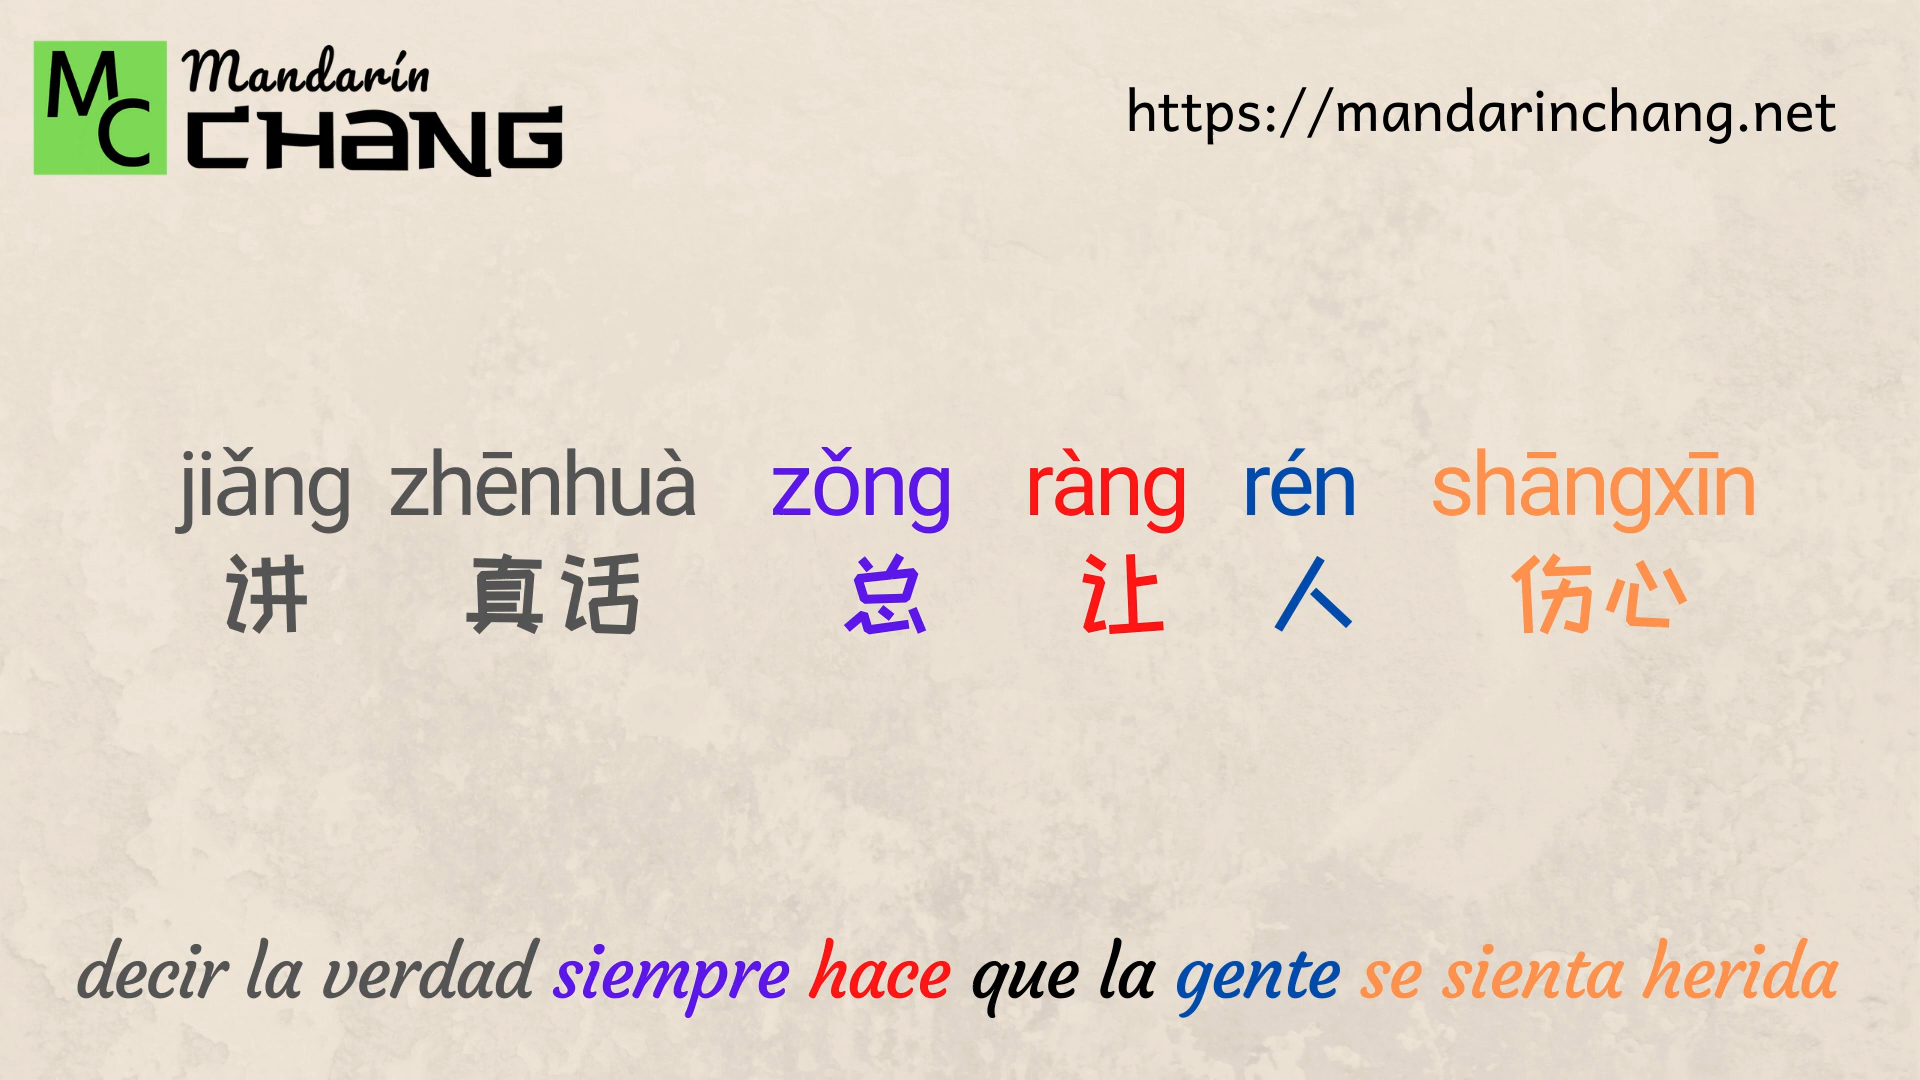 MC Mandarín
CHANG
https://mandarinchang.net
jiǎng zhēnhuà zǒng ràng rén shāngxīn
讲 真话 总 让 人 伤心
decir la verdad siempre hace que la gente se sienta herida